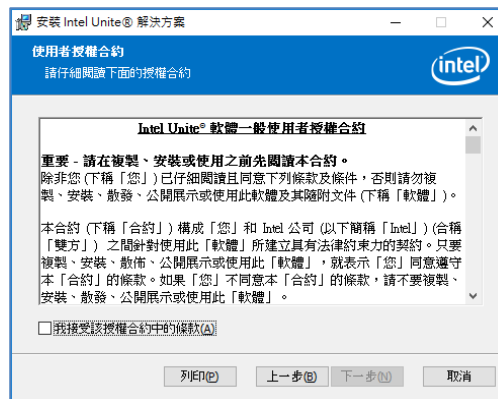 安裝 Intel Unite® 解決方案
使用者授權合約
請仔細閱讀下面的授權合約
intel
Intel Unite® 軟體一般使用者授權合約
重要 - 請在複製、安裝或使用之前先閱讀本合約。
除非您 (下稱「您」) 已仔細閱讀且同意下列條款及條件，否則請勿複
製、安裝、散發、公開展示或使用此軟體及其隨附文件 (下稱「軟體」)。
本合約 (下稱「合約」) 構成「您」和 Intel 公司 (以下簡稱「Intel」) (合稱
「雙方」) 之間針對使用此「軟體」所建立具有法律約束力的契約。只要
複製、安裝、散佈、公開展示或使用此「軟體」，就表示「您」同意遵守
本「合約」的條款。如果「您」不同意本「合約」的條款，請不要複製、
安裝、散發、公開展示或使用此「軟體」。
我接受該授權合約中的條款(A)
列印(P) 上一步(B) 下一步(N) 取消